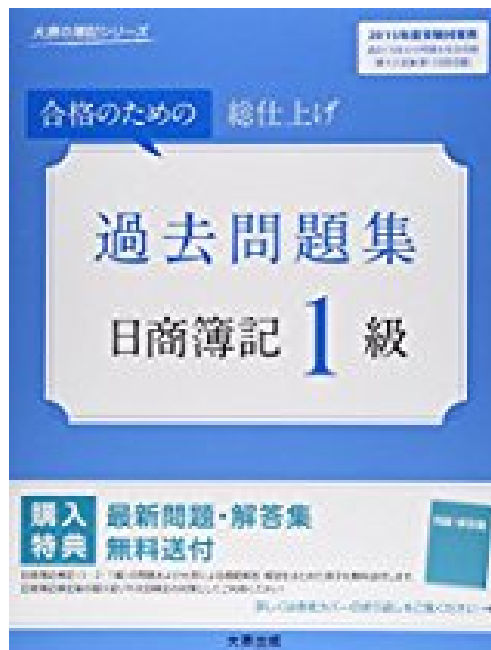 大原の簿記シリーズ
合格のための 総仕上げ
過去問題集
日商簿記 1 級
購入
特典
最新問題・解答集
無料送付
大原出版